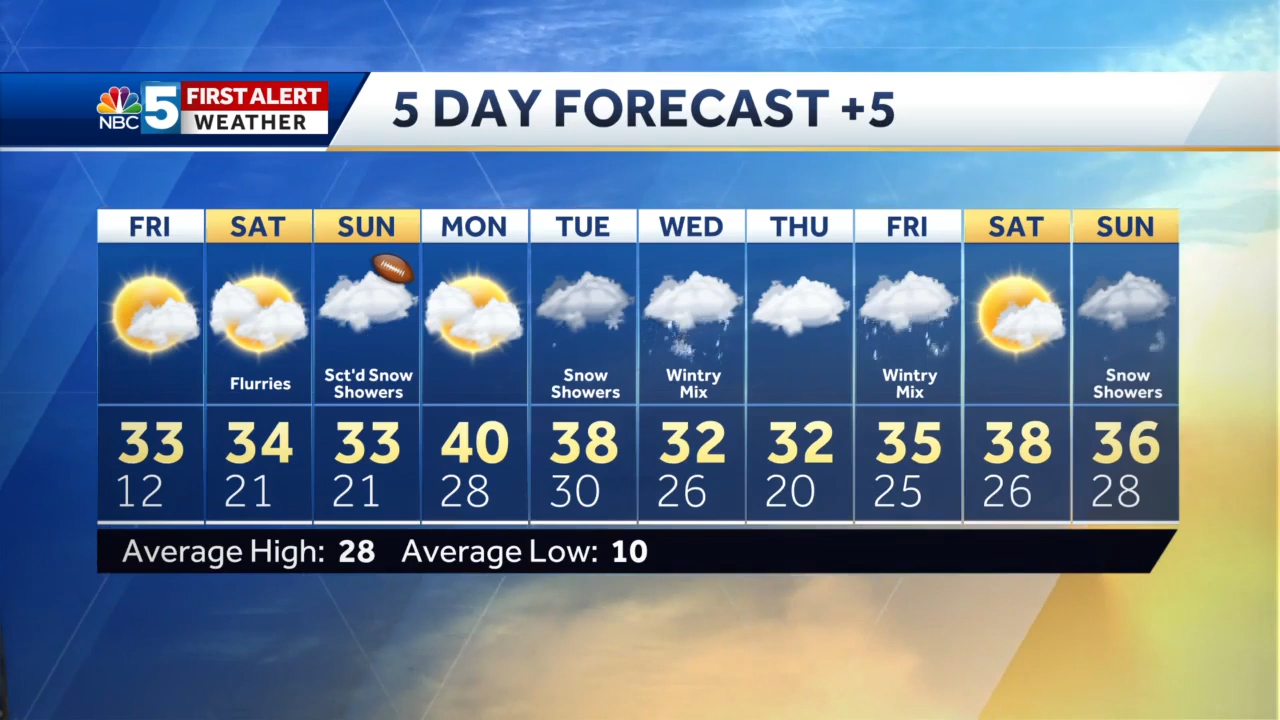 NBC 5 FIRST ALERT WEATHER
5 DAY FORECAST +5
FRI SAT SUN MON TUE WED THU FRI SAT SUN
Flurries
Sct'd Snow
Showers
Snow
Showers
Wintry
Mix
Wintry
Mix
Snow
Showers
33 34 33 40 38 32 32 35 38 36
12 21 21 28 30 26 20 25 26 28
Average High: 28 Average Low: 10